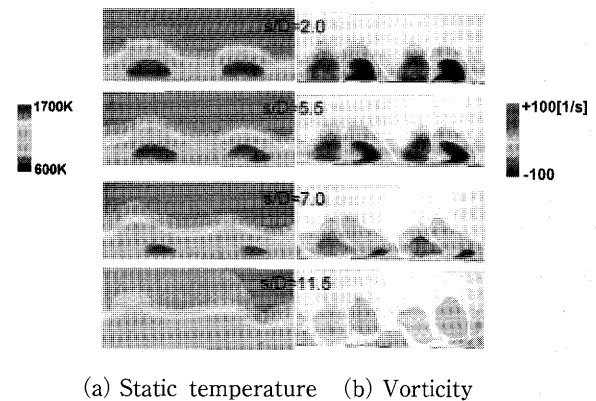 s/D=2.0
1700K
600K
+100[1/s]
-100
s/D=5.5
s/D=7.0
s/D=11.5
(a) Static temperature (b) Vorticity